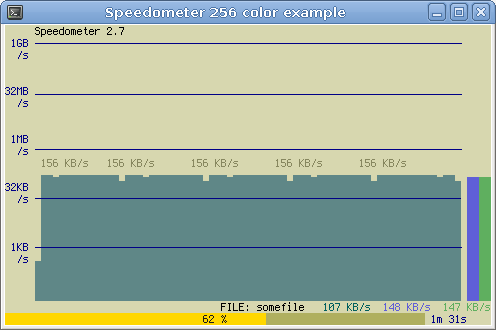 Speedometer 256 color example
Speedometer 2.7
1GB
/s
32MB
/s
1MB
/s
156 KB/s 156 KB/s 156 KB/s 156 KB/s 156 KB/s
32KB
/s
1KB
/s
FILE: somefile 107 KB/s 148 KB/s 147 KB/s
62 % 1m 31s